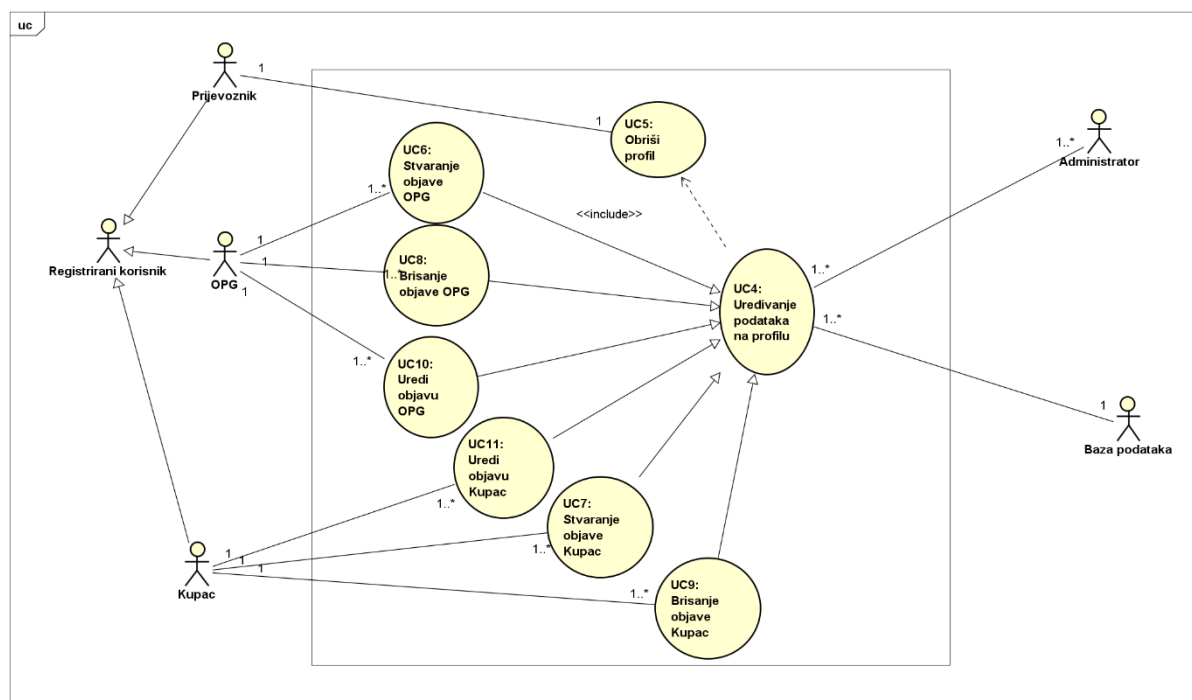 uc
Prijevoznik
1
1
UC5:
Obriši
profil
Administrator
1..*
UC6:
Stvaranje
objave
OPG
1..*
1
<<include>>
Registrirani korisnik
OPG
1
1
UC8:
1..*
Brisanje
objave OPG
UC4:
Uređivanje
podataka
na profilu
1..*
1..*
UC10:
Uredi
objavu
OPG
1..*
1
Baza podataka
UC11:
Uredi
objavu
Kupac
1..*
UC7:
Stvaranje
objave
Kupac
1..*
Kupac
1
1
1
UC9:
Brisanje
objave
Kupac
1..*